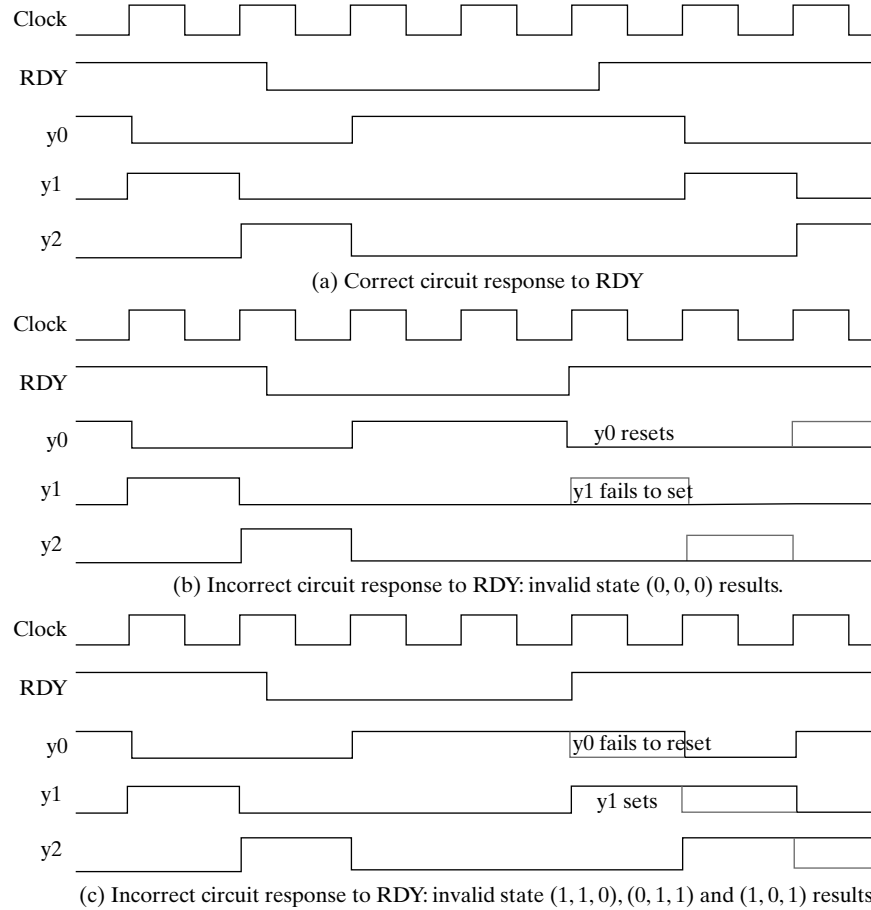 Clock
RDY
y0
y1
y2
(a) Correct circuit response to RDY
Clock
RDY
y0
y0 resets
y1
y1 fails to set
y2
(b) Incorrect circuit response to RDY: invalid state (0, 0, 0) results.
Clock
RDY
y0
y0 fails to reset
y1
y1 sets
y2
(c) Incorrect circuit response to RDY: invalid state (1, 1, 0), (0, 1, 1) and (1, 0, 1) results